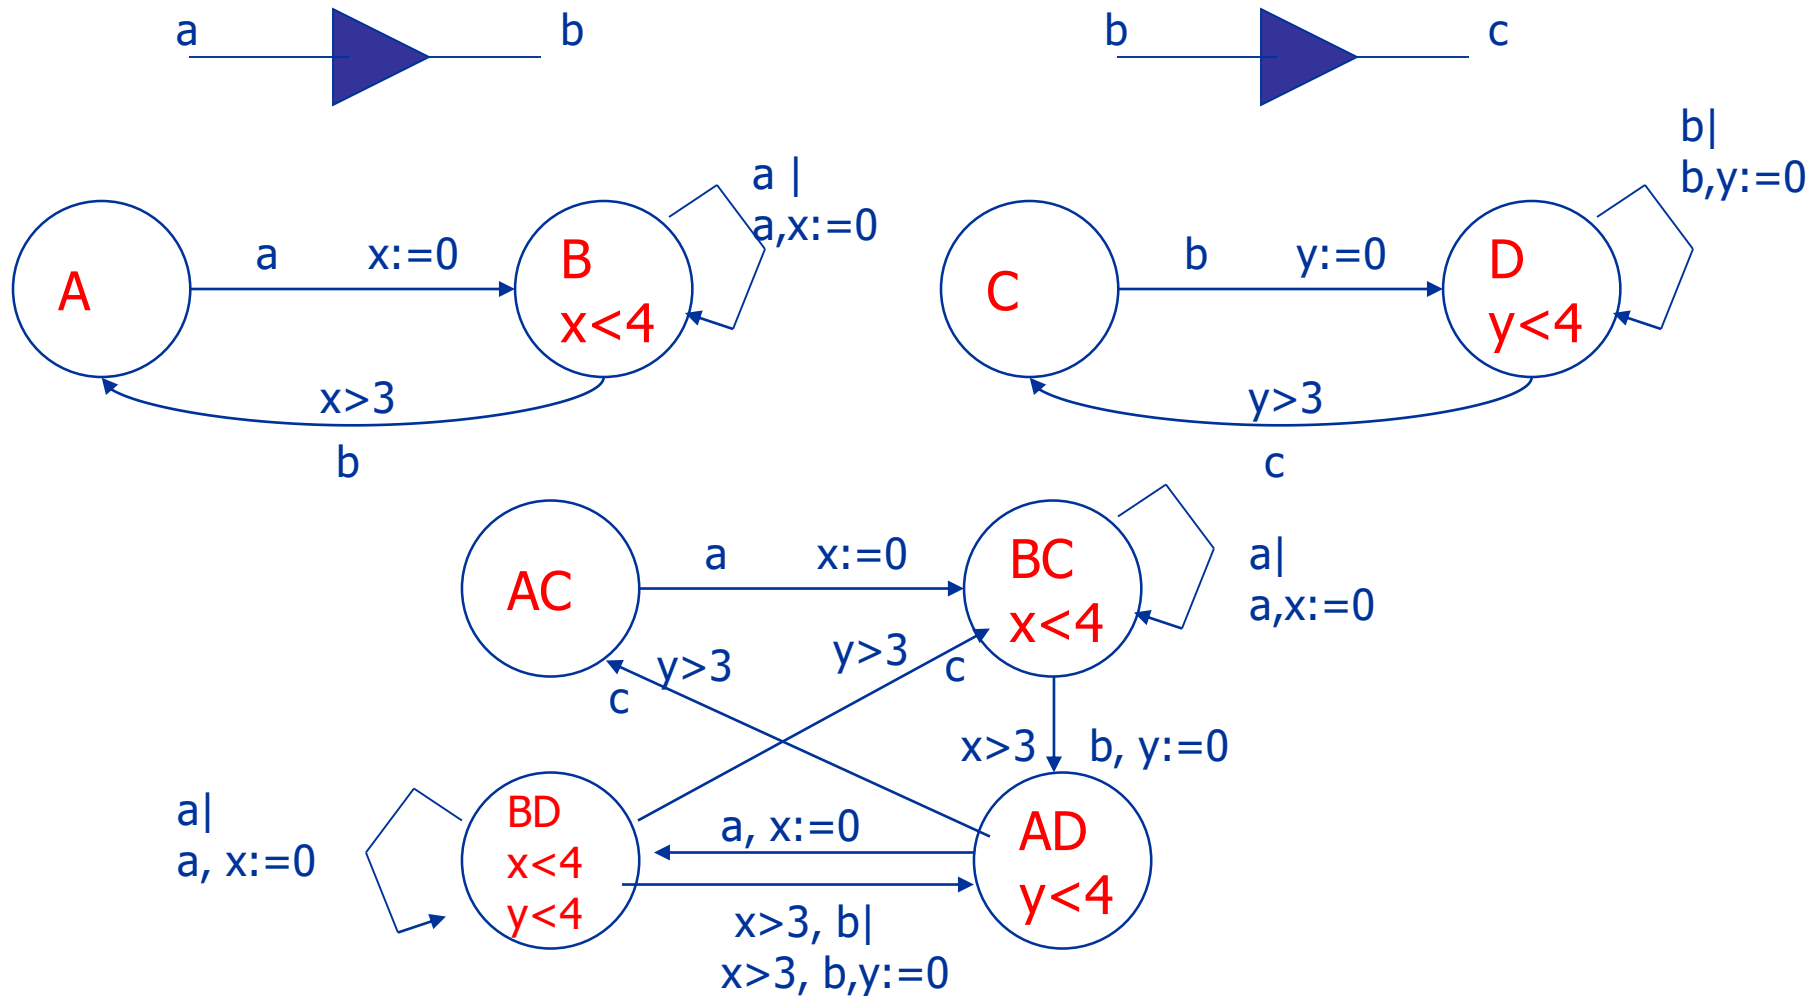 a
b
b
c
a |
a,x:=0
b|
b,y:=0
A
a
x:=0
B
x<4
x>3
b
C
b
y:=0
D
y<4
y>3
c
AC
a
x:=0
BC
x<4
a|
a,x:=0
y>3
c
y>3
c
x>3
b, y:=0
a|
a, x:=0
BD
x<4
y<4
a, x:=0
AD
y<4
x>3, b|
x>3, b,y:=0